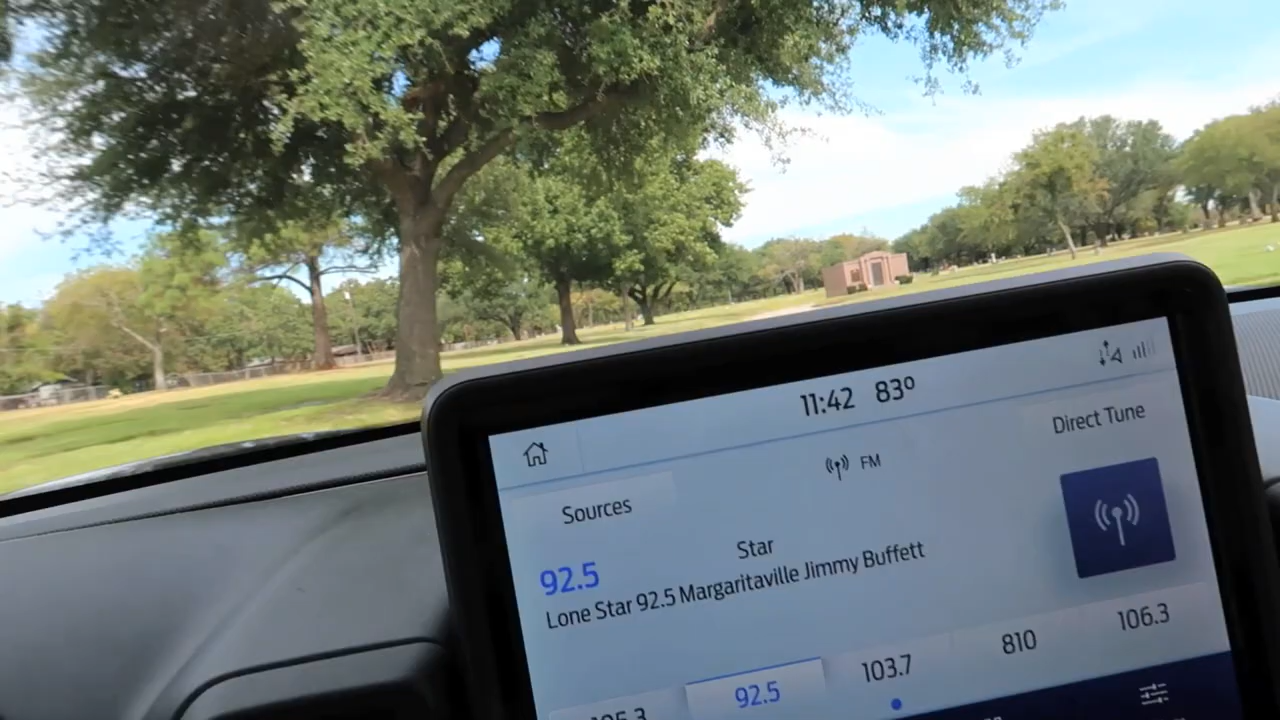 11:42 83º
FM
Direct Tune
Sources
Star
92.5
Lone Star 92.5 Margaritaville Jimmy Buffett
92.5 103.7 810 106.3